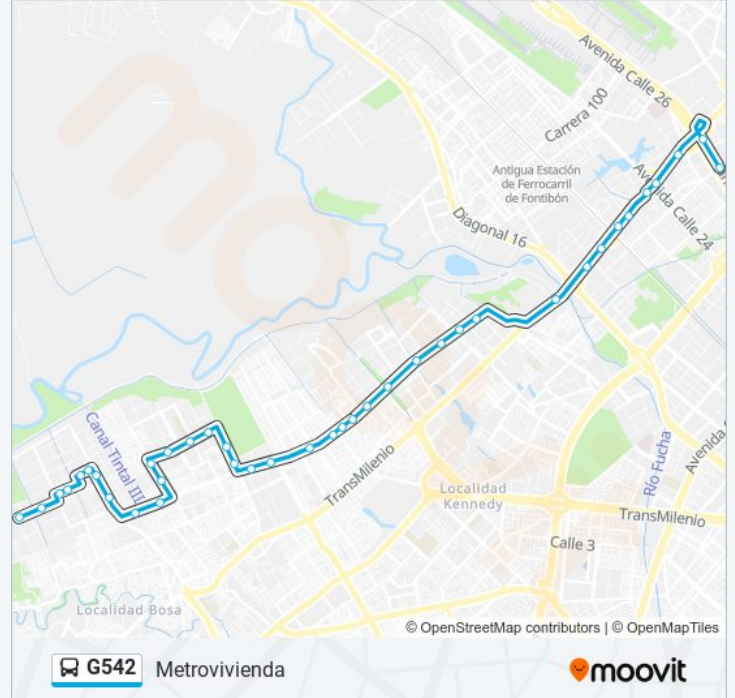 Avenida Calle 26
Carrera 100
Antigua Estación
de Ferrocarril
de Fontibón
Avenida Calle 24
Diagonal 16
Canal Tintal III
TransMilenio
Localidad
Kennedy
Río Fucha
Avenida
TransMilenio
Calle 3
Localidad Bosa
© OpenStreetMap contributors | © OpenMapTiles
G542 Metrovivienda
moovit